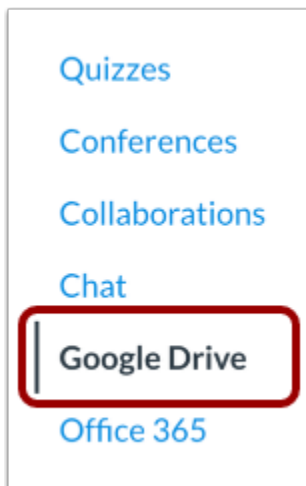 Quizzes
Conferences
Collaborations
Chat
Google Drive
Office 365